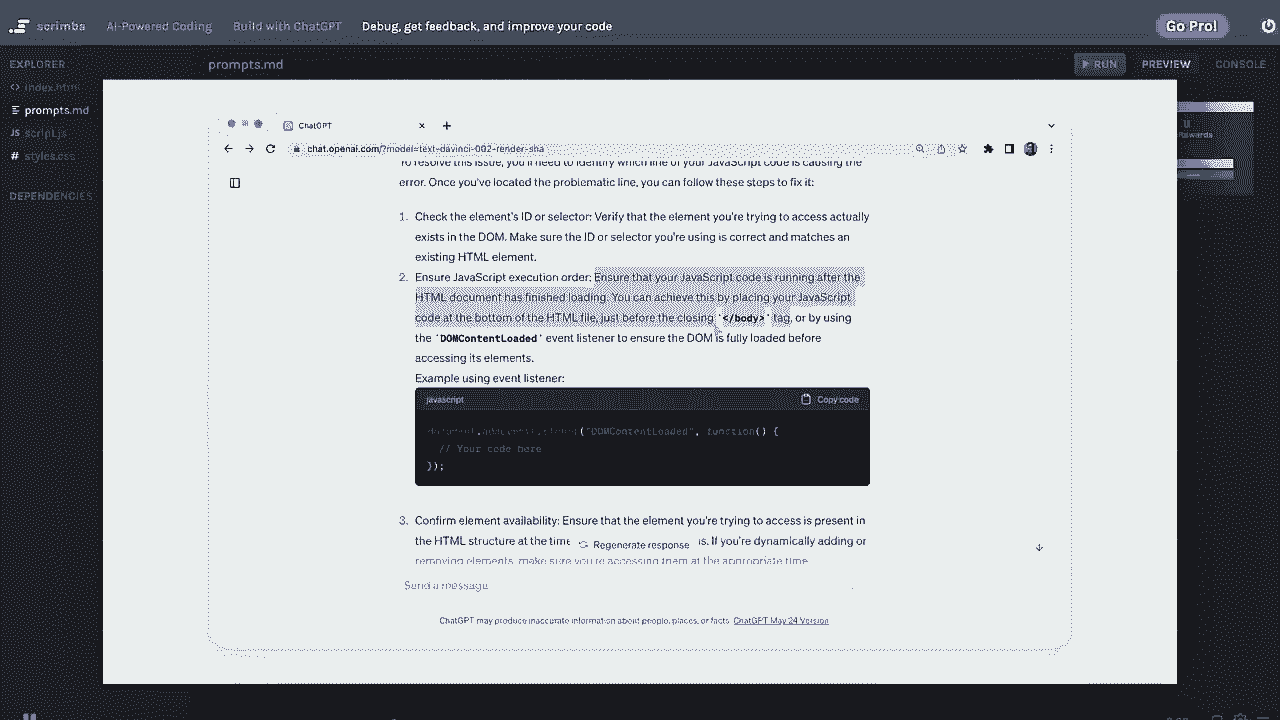 scrimba AI-Powered Coding Build with ChatGPT Debug, get feedback, and improve your code Go Pro!
EXPLORER prompts.md RUN PREVIEW CONSOLE
index.html
prompts.md
script.js
styles.css
DEPENDENCIES
Rewards
ChatGPT
chat.openai.com/?model=text-davinci-002-render-sha
To resolve this issue, you'll need to identify which line of your JavaScript code is causing the
error. Once you've located the problematic line, you can follow these steps to fix it:
1. Check the element's ID or selector: Verify that the element you're trying to access actually
exists in the DOM. Make sure the ID or selector you're using is correct and matches an
existing HTML element.
2. Ensure JavaScript execution order: Ensure that your JavaScript code is running after the
HTML document has finished loading. You can achieve this by placing your JavaScript
code at the bottom of the HTML file, just before the closing `</body>` tag, or by using
the `DOMContentLoaded` event listener to ensure the DOM is fully loaded before
accessing its elements.
Example using event listener:
javascript Copy code
document.addEventListener("DOMContentLoaded", function() {
// Your code here
});
3. Confirm element availability: Ensure that the element you're trying to access is present in
the HTML structure at the time Regenerate response s. If you're dynamically adding or
removing elements, make sure you're accessing them at the appropriate time.
Send a message
ChatGPT may produce inaccurate information about people, places, or facts. ChatGPT May 24 Version